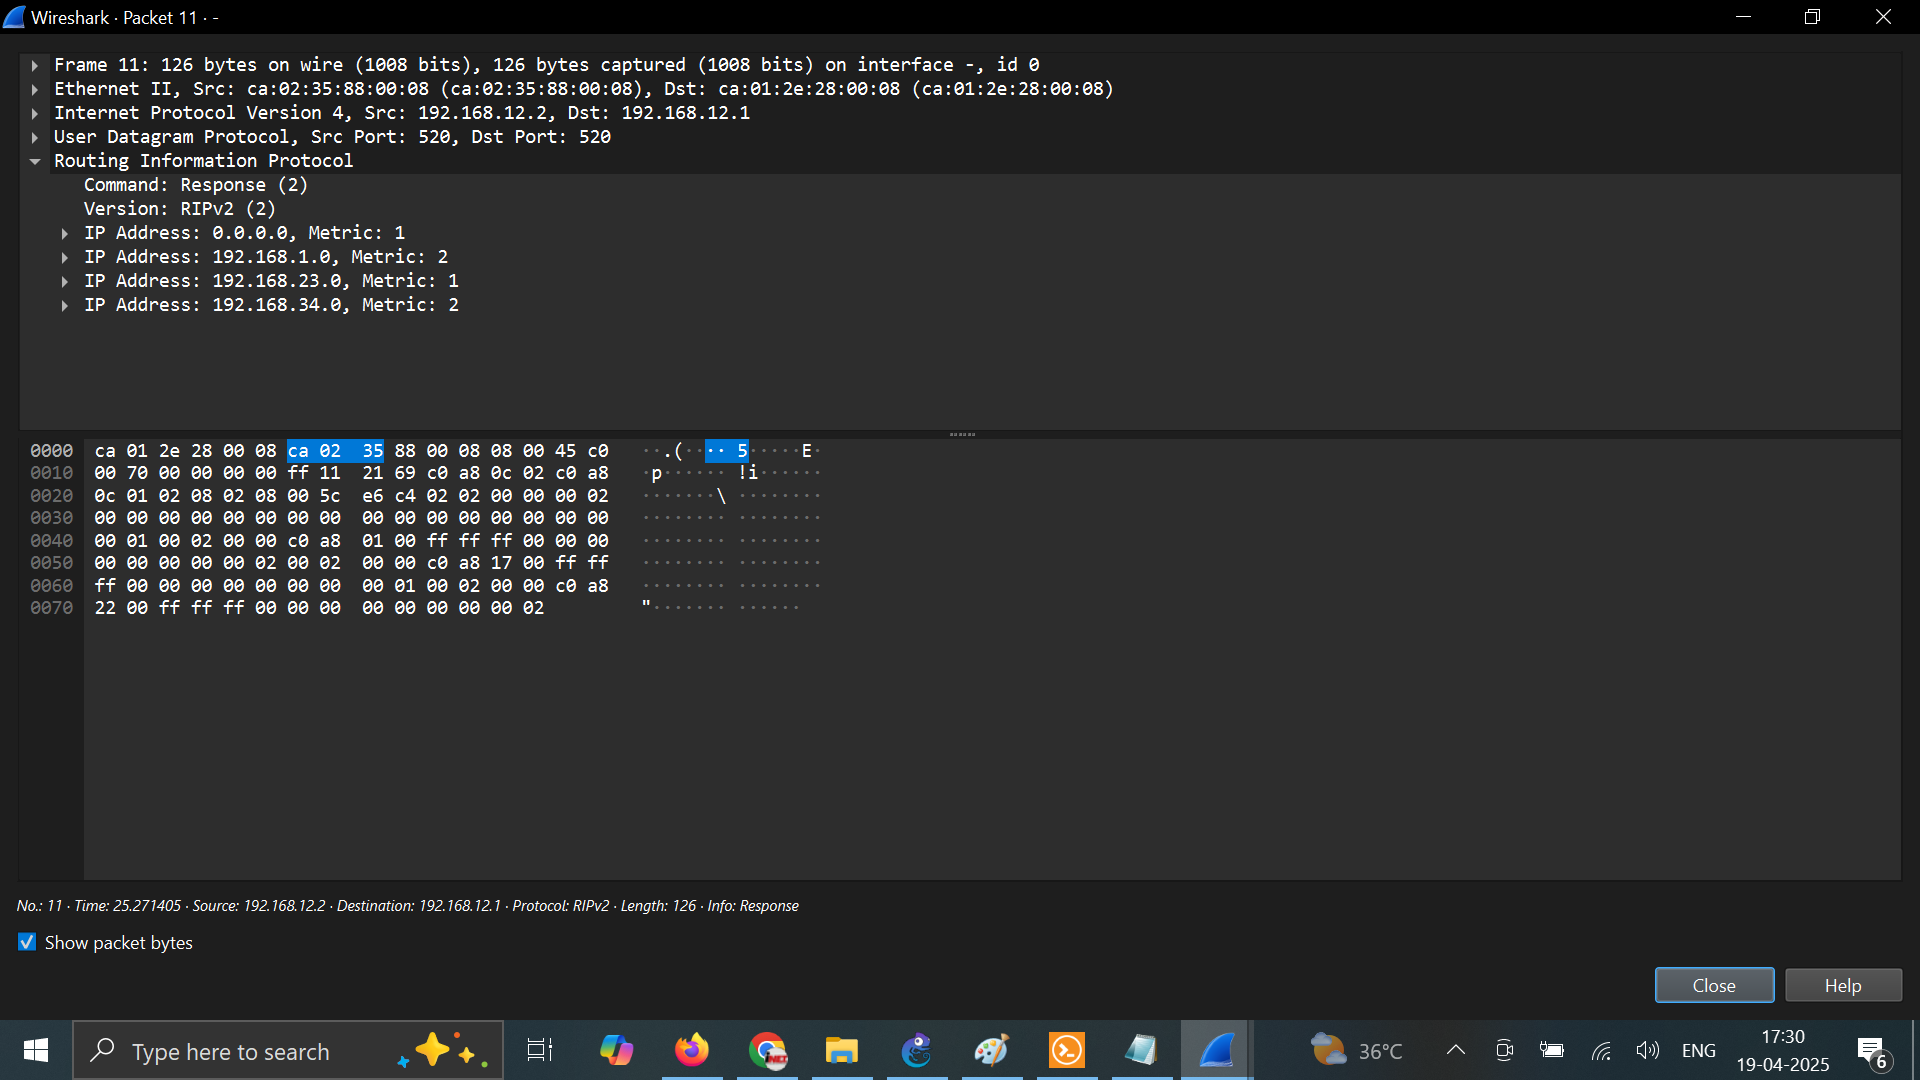 Wireshark · Packet 11 · -
Frame 11: 126 bytes on wire (1008 bits), 126 bytes captured (1008 bits) on interface -, id 0
Ethernet II, Src: ca:02:35:88:00:08 (ca:02:35:88:00:08), Dst: ca:01:2e:28:00:08 (ca:01:2e:28:00:08)
Internet Protocol Version 4, Src: 192.168.12.2, Dst: 192.168.12.1
User Datagram Protocol, Src Port: 520, Dst Port: 520
Routing Information Protocol
Command: Response (2)
Version: RIPv2 (2)
IP Address: 0.0.0.0, Metric: 1
IP Address: 192.168.1.0, Metric: 2
IP Address: 192.168.23.0, Metric: 1
IP Address: 192.168.34.0, Metric: 2
0000 ca 01 2e 28 00 08 ca 02 35 88 00 08 08 00 45 c0 ··.(···· 5·····E·
0010 00 70 00 00 00 00 ff 11 21 69 c0 a8 0c 02 c0 a8 ·p······ !i······
0020 0c 01 02 08 02 08 00 5c e6 c4 02 02 00 00 00 02 ·······\ ········
0030 00 00 00 00 00 00 00 00 00 00 00 00 00 00 00 00 ········ ········
0040 00 01 00 02 00 00 c0 a8 01 00 ff ff ff 00 00 00 ········ ········
0050 00 00 00 00 00 02 00 02 00 00 c0 a8 17 00 ff ff ········ ········
0060 ff 00 00 00 00 00 00 00 00 01 00 02 00 00 c0 a8 ········ ········
0070 22 00 ff ff ff 00 00 00 00 00 00 00 00 02 "······· ······
No.: 11 · Time: 25.271405 · Source: 192.168.12.2 · Destination: 192.168.12.1 · Protocol: RIPv2 · Length: 126 · Info: Response
Show packet bytes
Close
Help
Type here to search
iNET
36°C
ENG
17:30
19-04-2025
6